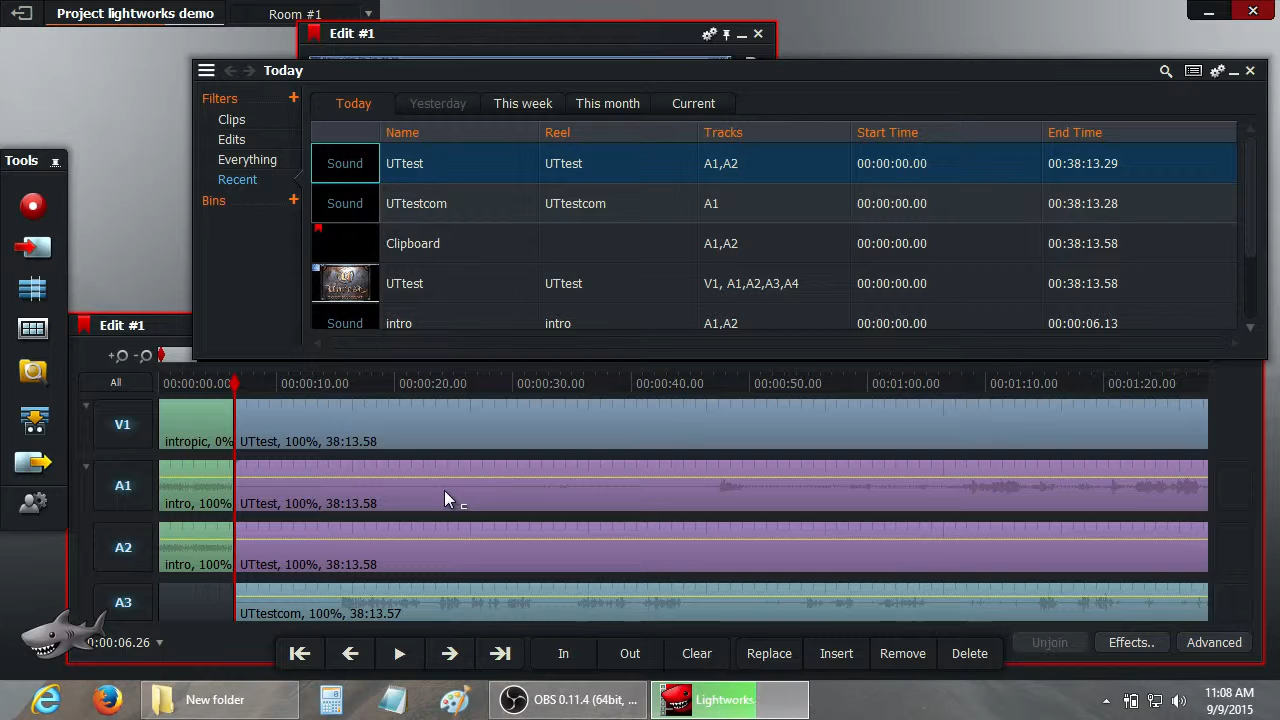 Project lightworks demo
Room #1
Edit #1
Today
Filters +
Clips
Edits
Everything
Recent
Bins +
Today Yesterday This week This month Current
Name Reel Tracks Start Time End Time
Sound UTtest UTtest A1,A2 00:00:00.00 00:38:13.29
Sound UTtestcom UTtestcom A1 00:00:00.00 00:38:13.28
Clipboard A1,A2 00:00:00.00 00:38:13.58
UTtest UTtest V1, A1,A2,A3,A4 00:00:00.00 00:38:13.58
Sound intro intro A1,A2 00:00:00.00 00:00:06.13
Tools
Edit #1
All 00:00:00.00 00:00:10.00 00:00:20.00 00:00:30.00 00:00:40.00 00:00:50.00 00:01:00.00 00:01:10.00 00:01:20.00
V1
intropic, 0% UTtest, 100%, 38:13.58
A1
intro, 100% UTtest, 100%, 38:13.58
A2
intro, 100% UTtest, 100%, 38:13.58
A3
UTtestcom, 100%, 38:13.57
0:00:06.26
In Out Clear Replace Insert Remove Delete
Unjoin Effects.. Advanced
New folder
OBS 0.11.4 (64bit, ...
Lightworks
11:08 AM
9/9/2015